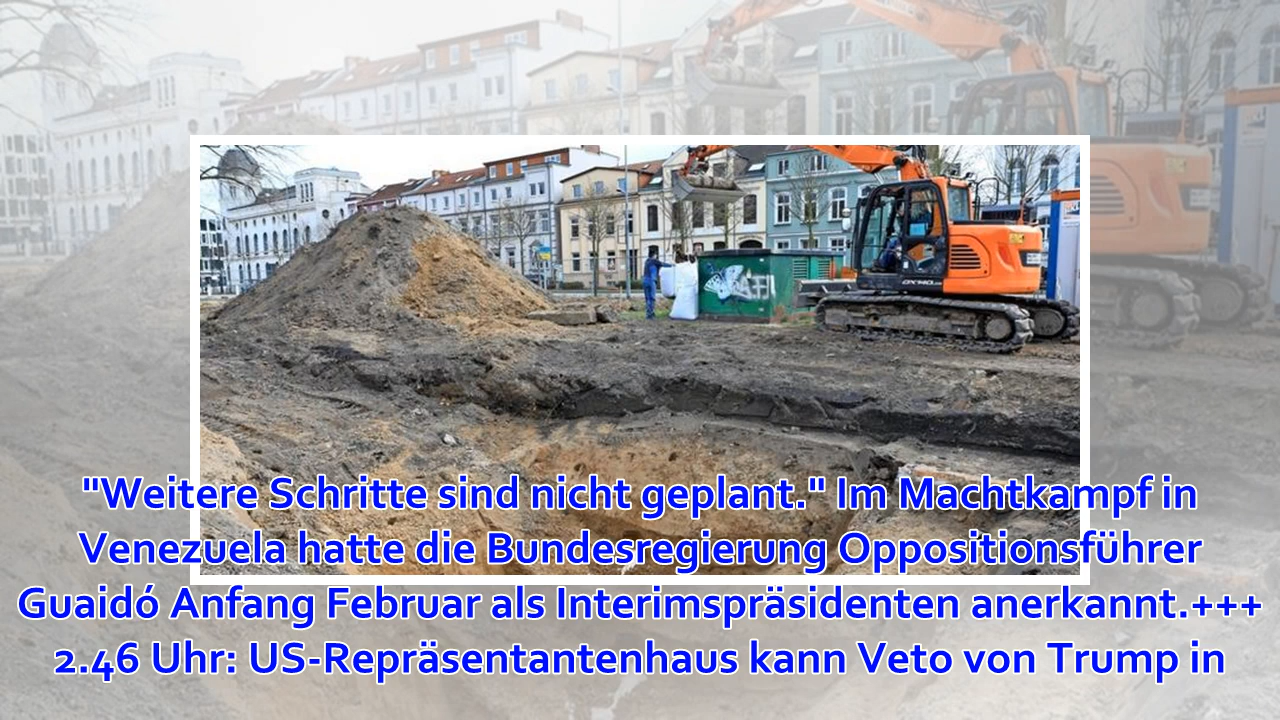 DX140
"Weitere Schritte sind nicht geplant." Im Machtkampf in
Venezuela hatte die Bundesregierung Oppositionsführer
Guaidó Anfang Februar als Interimspräsidenten anerkannt.+++
2.46 Uhr: US-Repräsentantenhaus kann Veto von Trump in